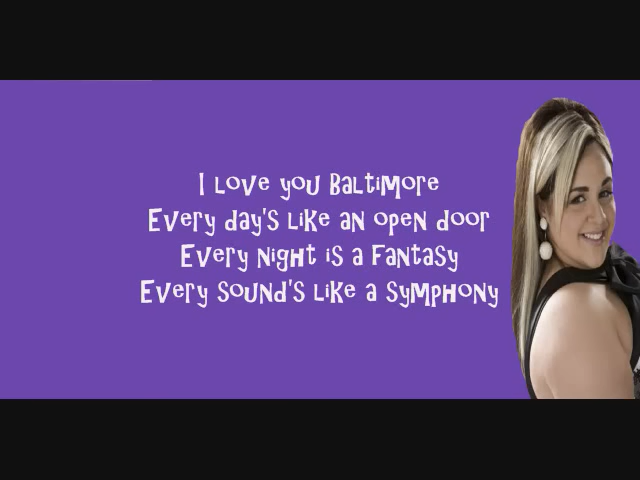 I Love you Baltimore
Every day's like an open door
Every night is a fantasy
Every sound's like a symphony